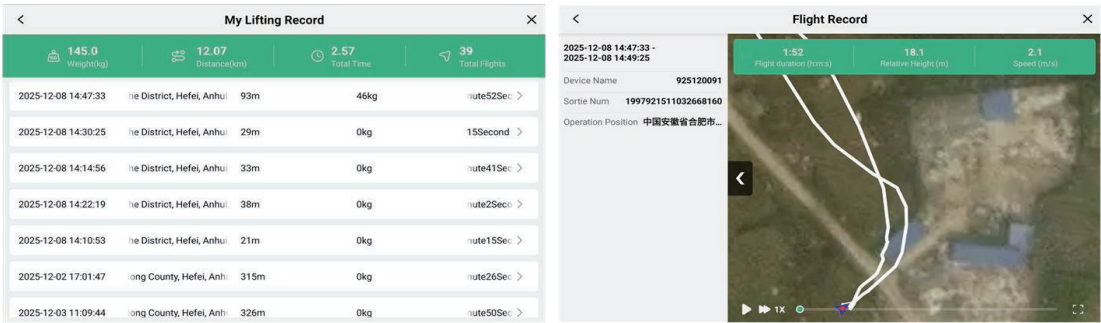 My Lifting Record
145.0
Weight(kg)
12.07
Distance(km)
2.57
Total Time
39
Total Flights
2025-12-08 14:47:33 he District, Hefei, Anhui 93m 46kg nute52Sec
2025-12-08 14:30:25 he District, Hefei, Anhui 29m 0kg 15Second
2025-12-08 14:14:56 he District, Hefei, Anhui 33m 0kg nute41Sec
2025-12-08 14:22:19 he District, Hefei, Anhui 38m 0kg nute2Seco
2025-12-08 14:10:53 he District, Hefei, Anhui 21m 0kg nute15Sec
2025-12-02 17:01:47 ong County, Hefei, Anh 315m 0kg nute26Sec
2025-12-03 11:09:44 ong County, Hefei, Anh 326m 0kg nute50Sec
Flight Record
2025-12-08 14:47:33 -
2025-12-08 14:49:25
Device Name 925120091
Sortie Num 1997921511032668160
Operation Position 中国安徽省合肥市...
1:52
Flight duration (h:m:s)
18.1
Relative Height (m)
2.1
Speed (m/s)
1X